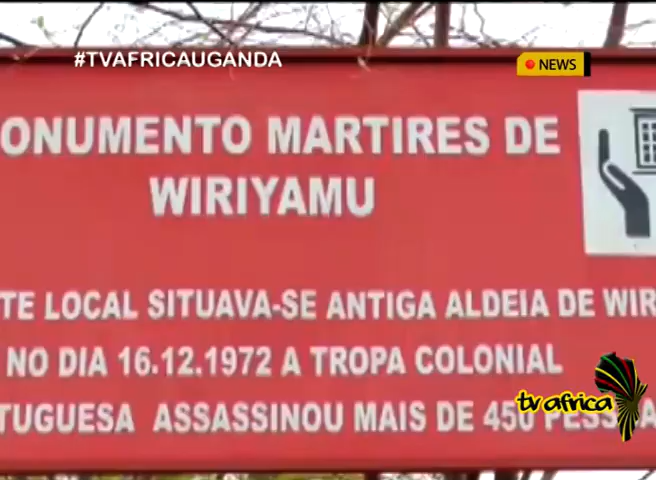 #TVAFRICAUGANDA
NEWS
ONUMENTO MARTIRES DE
WIRIYAMU
TE LOCAL SITUAVA-SE ANTIGA ALDEIA DE WIR
NO DIA 16.12.1972 A TROPA COLONIAL
TUGUESA ASSASSINOU MAIS DE 450 PESSOA
tv africa